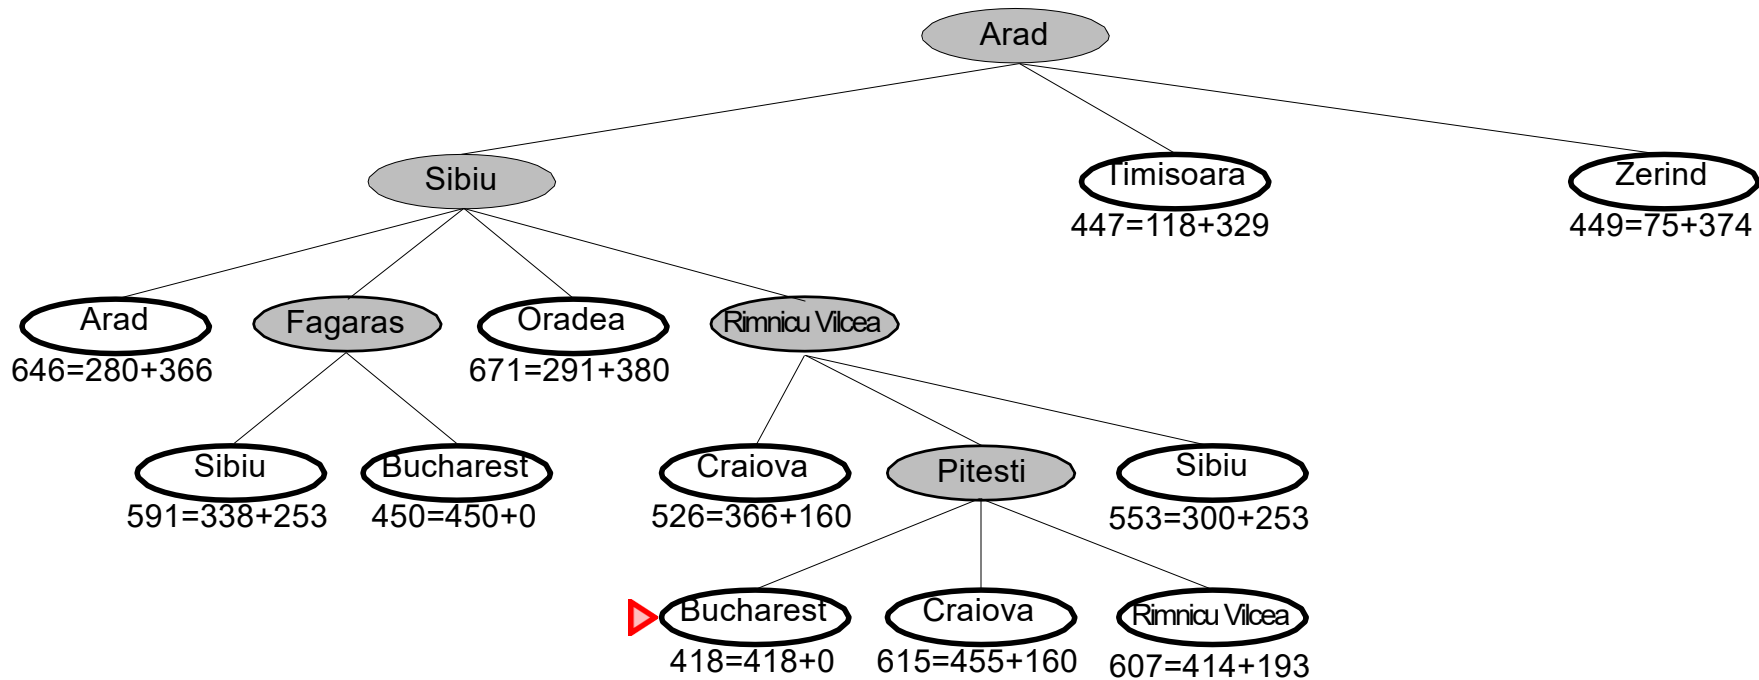 Arad
Sibiu
Timisoara
Zerind
447=118+329
449=75+374
Arad
Fagaras
Oradea
Rimnicu Vilcea
646=280+366
671=291+380
Sibiu
Bucharest
Craiova
Pitesti
Sibiu
591=338+253
450=450+0
526=366+160
553=300+253
Bucharest
Craiova
Rimnicu Vilcea
418=418+0
615=455+160
607=414+193